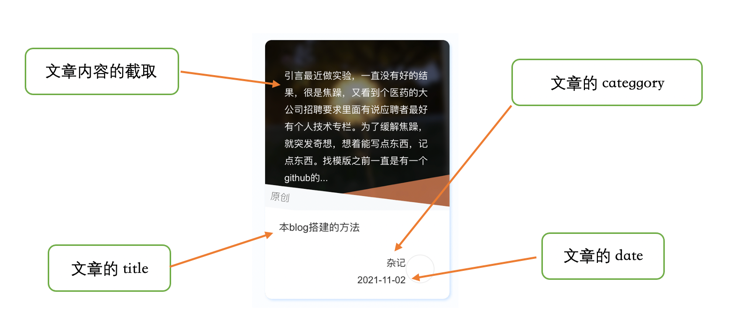 文章内容的截取
引言最近做实验，一直没有好的结
果，很是焦躁，又看到个医药的大
公司招聘要求里面有说应聘者最好
有个人技术专栏。为了缓解焦躁，
就突发奇想，想着能写点东西，记
点东西。找模版之前一直是有一个
github的...
原创
文章的 categgory
本blog搭建的方法
文章的 title
杂记
2021-11-02
文章的 date